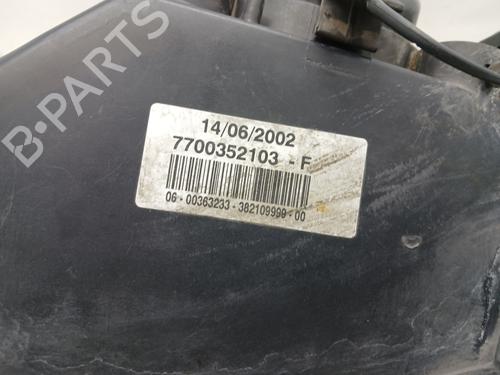 B-PARTS
14/06/2002
7700352103 - F
06 - 00363233 - 382109999 - 00